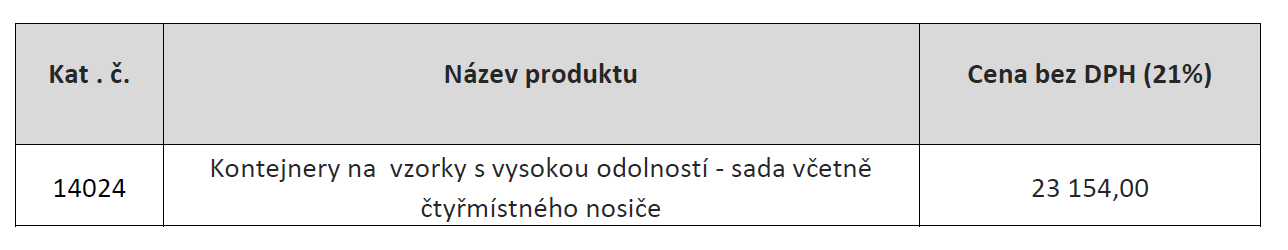 Kat . č. Název produktu Cena bez DPH (21%)
Kontejnery na  vzorky s vysokou odolností - sada včetně
14024 23 154,00
čtyřmístného nosiče